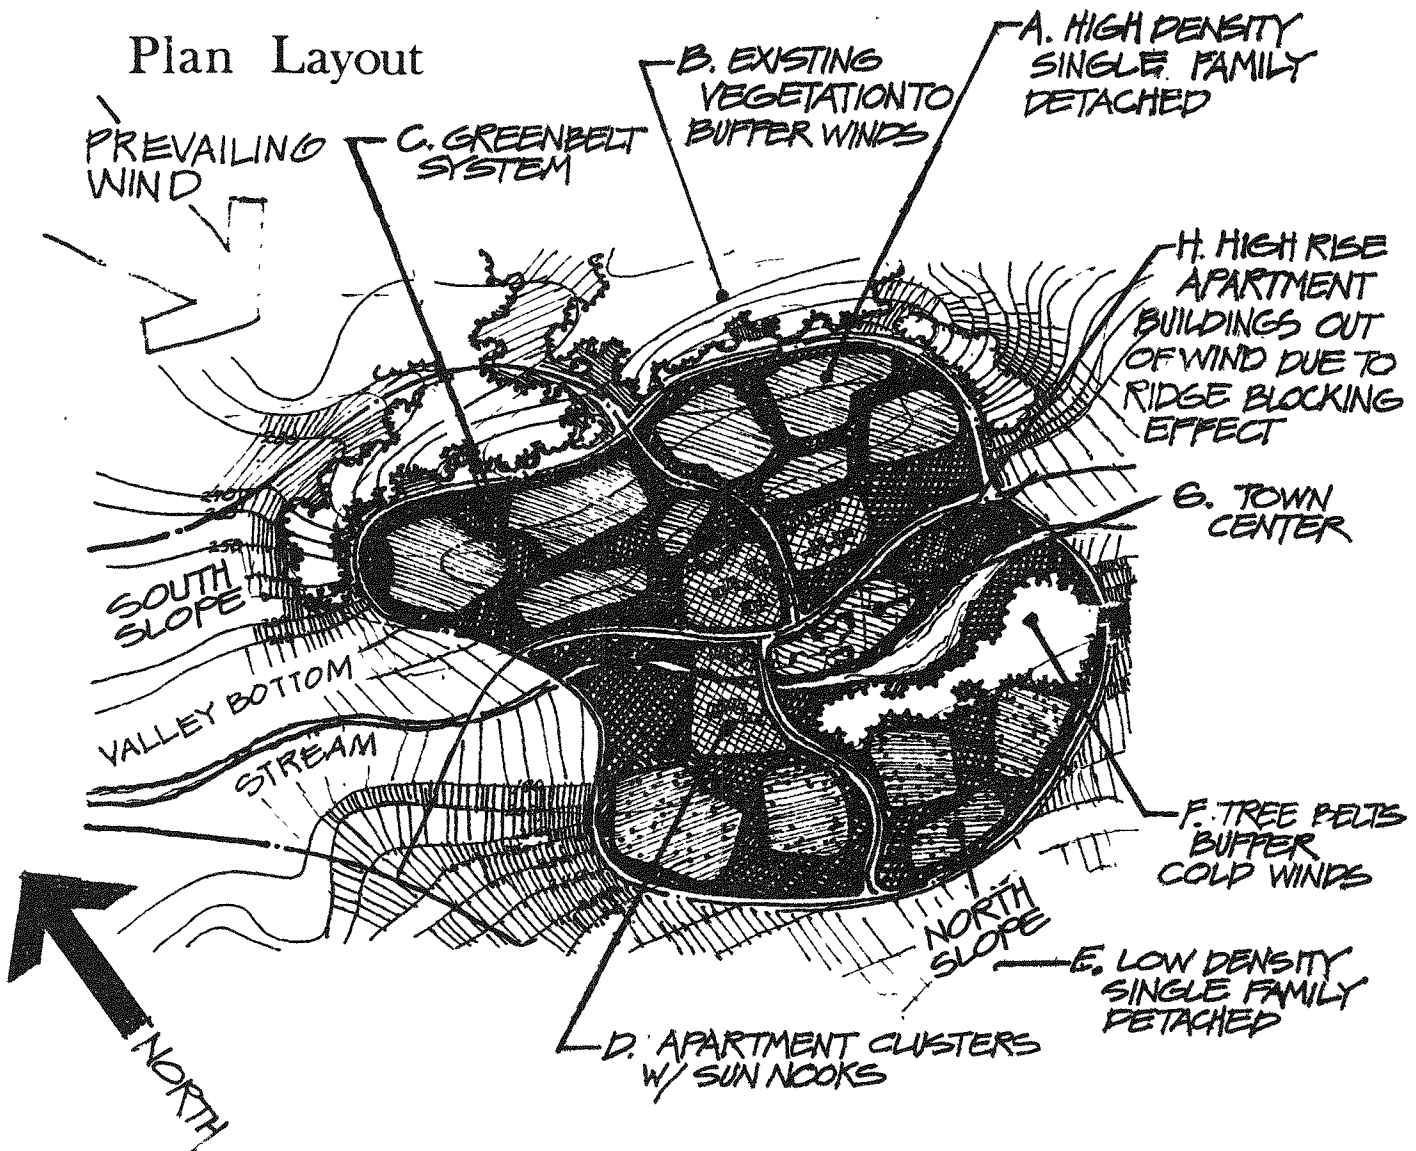 Plan Layout
PREVAILING
WIND
C. GREENBELT
SYSTEM
B. EXISTING
VEGETATION TO
BUFFER WINDS
A. HIGH DENSITY
SINGLE FAMILY
DETACHED
H. HIGH RISE
APARTMENT
BUILDINGS OUT
OF WIND DUE TO
RIDGE BLOCKING
EFFECT
G. TOWN
CENTER
250
SOUTH
SLOPE
VALLEY BOTTOM
STREAM
F. TREE BELTS
BUFFER
COLD WINDS
NORTH
SLOPE
E. LOW DENSITY
SINGLE FAMILY
DETACHED
D. APARTMENT CLUSTERS
W/ SUN NOOKS
NORTH